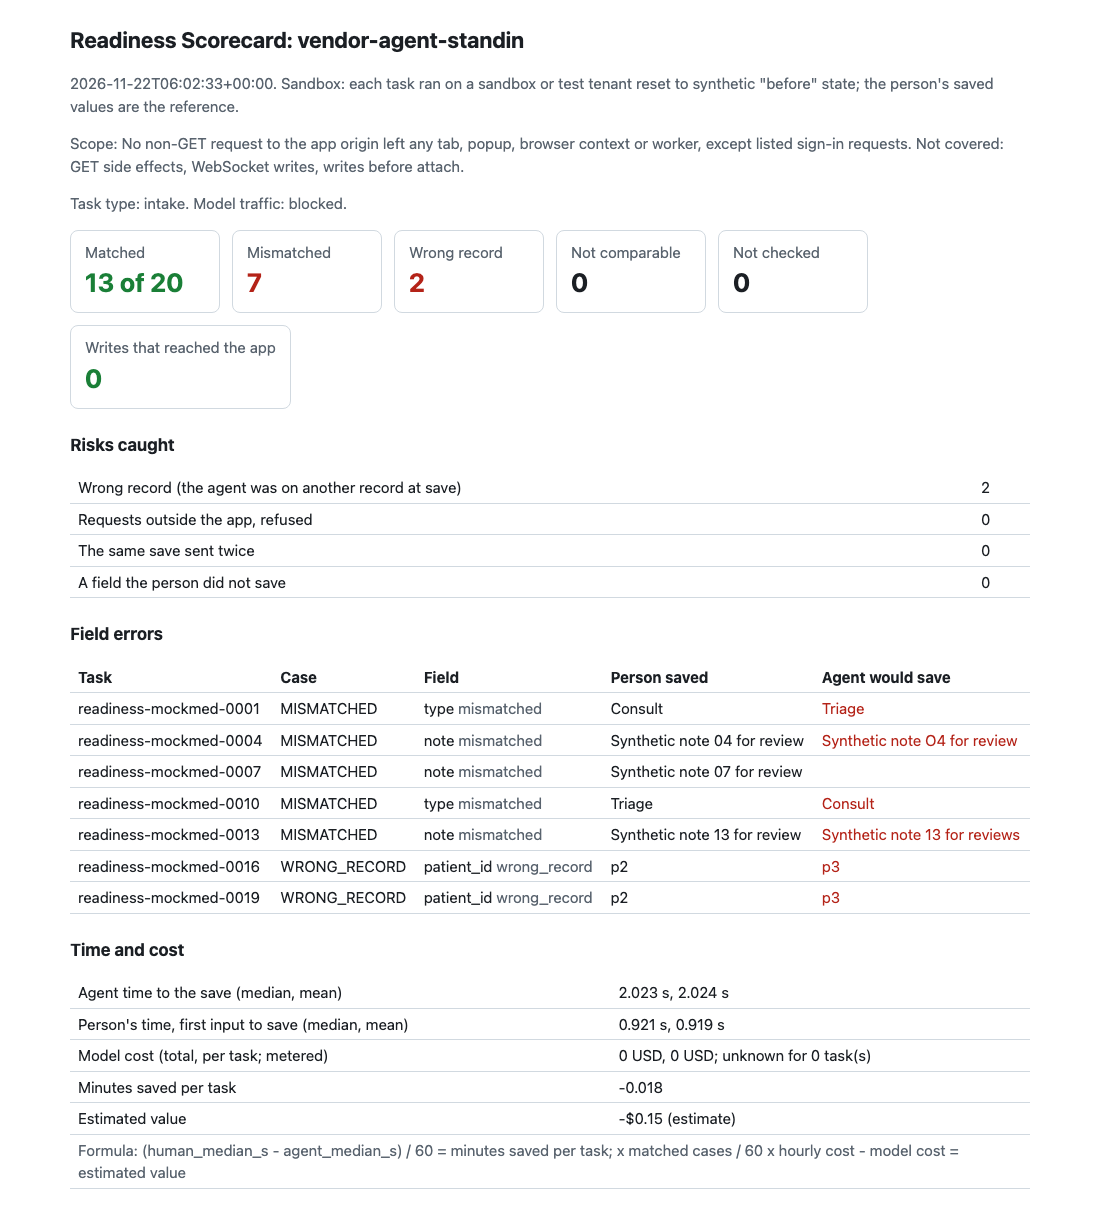 Readiness Scorecard: vendor-agent-standin
2026-11-22T06:02:33+00:00. Sandbox: each task ran on a sandbox or test tenant reset to synthetic "before" state; the person's saved
values are the reference.
Scope: No non-GET request to the app origin left any tab, popup, browser context or worker, except listed sign-in requests. Not covered:
GET side effects, WebSocket writes, writes before attach.
Task type: intake. Model traffic: blocked.
Matched Mismatched Wrong record Not comparable Not checked
13 of 20 7 2 0 0
Writes that reached the app
0
Risks caught
Wrong record (the agent was on another record at save) 2
Requests outside the app, refused 0
The same save sent twice 0
A field the person did not save 0
Field errors
Task Case Field Person saved Agent would save
readiness-mockmed-0001 MISMATCHED type mismatched Consult Triage
readiness-mockmed-0004 MISMATCHED note mismatched Synthetic note 04 for review Synthetic note O4 for review
readiness-mockmed-0007 MISMATCHED note mismatched Synthetic note 07 for review
readiness-mockmed-0010 MISMATCHED type mismatched Triage Consult
readiness-mockmed-0013 MISMATCHED note mismatched Synthetic note 13 for review Synthetic note 13 for reviews
readiness-mockmed-0016 WRONG_RECORD patient_id wrong_record p2 p3
readiness-mockmed-0019 WRONG_RECORD patient_id wrong_record p2 p3
Time and cost
Agent time to the save (median, mean) 2.023 s, 2.024 s
Person's time, first input to save (median, mean) 0.921 s, 0.919 s
Model cost (total, per task; metered) 0 USD, 0 USD; unknown for 0 task(s)
Minutes saved per task -0.018
Estimated value -$0.15 (estimate)
Formula: (human_median_s - agent_median_s) / 60 = minutes saved per task; x matched cases / 60 x hourly cost - model cost =
estimated value